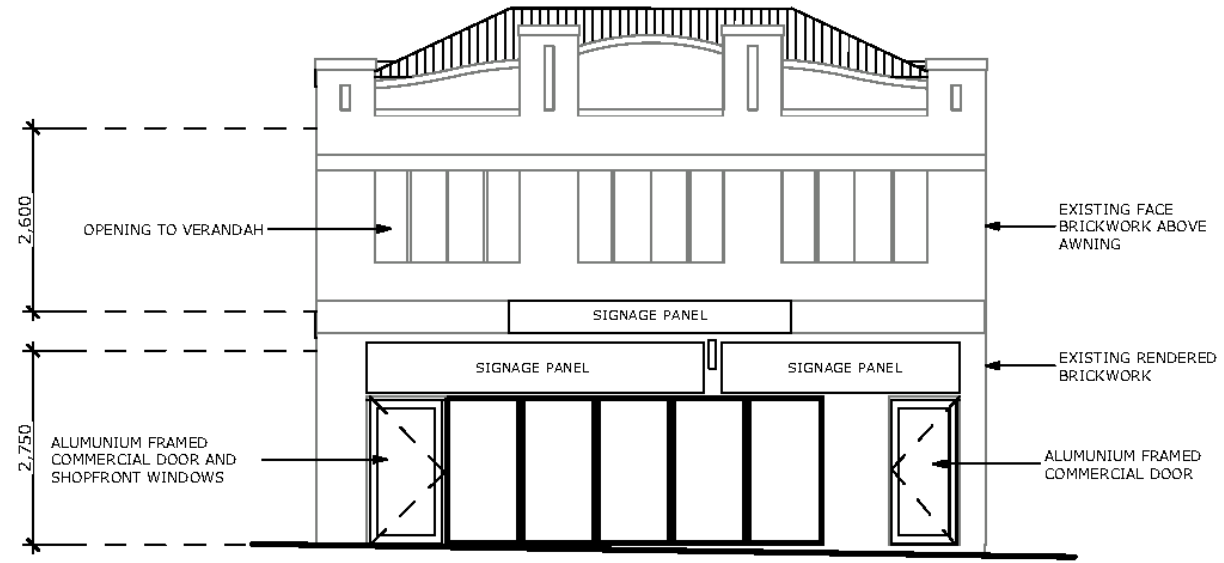 2,600
OPENING TO VERANDAH
EXISTING FACE
BRICKWORK ABOVE
AWNING
SIGNAGE PANEL
SIGNAGE PANEL
SIGNAGE PANEL
EXISTING RENDERED
BRICKWORK
2,750
ALUMUNIUM FRAMED
COMMERCIAL DOOR AND
SHOPFRONT WINDOWS
ALUMUNIUM FRAMED
COMMERCIAL DOOR